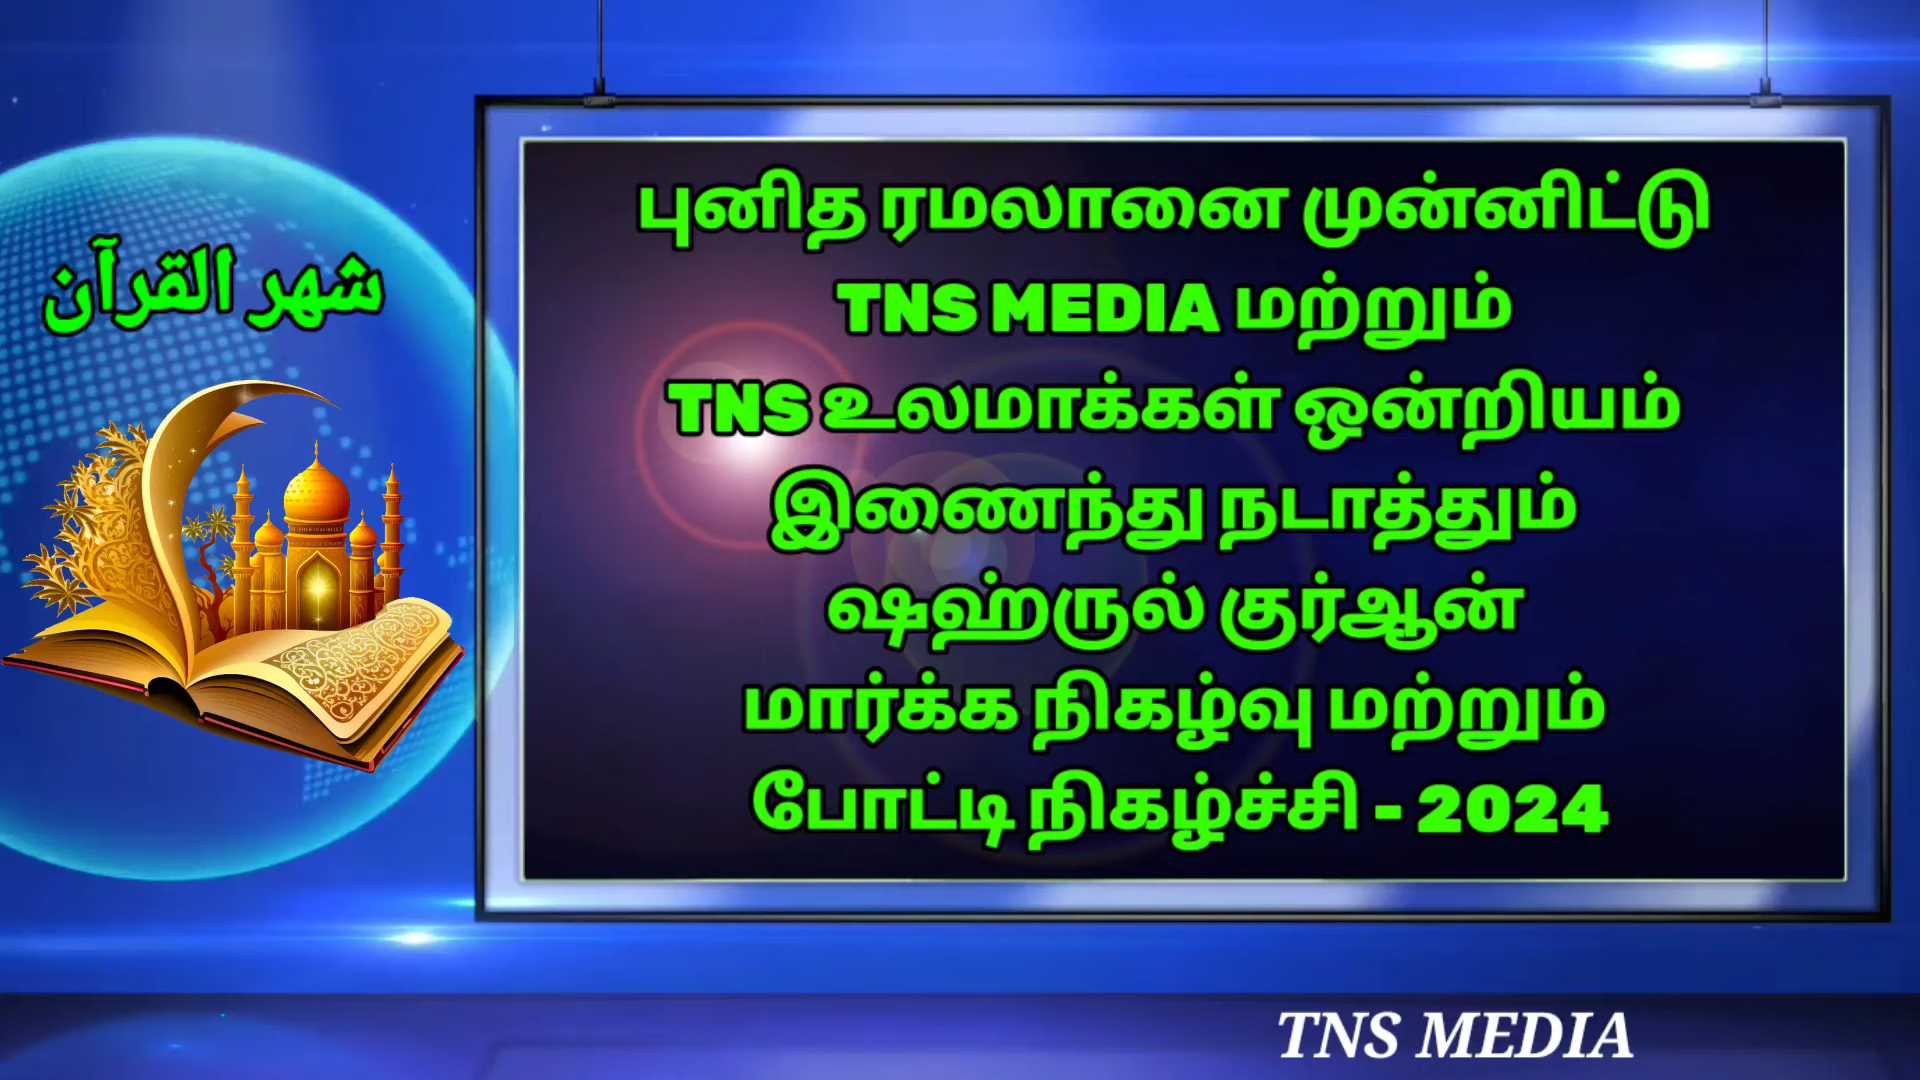 شهر القرآن
புனித ரமலானை முன்னிட்டு
TNS MEDIA மற்றும்
TNS உலமாக்கள் ஒன்றியம்
இணைந்து நடாத்தும்
ஷஹ்ருல் குர்ஆன்
மார்க்க நிகழ்வு மற்றும்
போட்டி நிகழ்ச்சி - 2024
TNS MEDIA